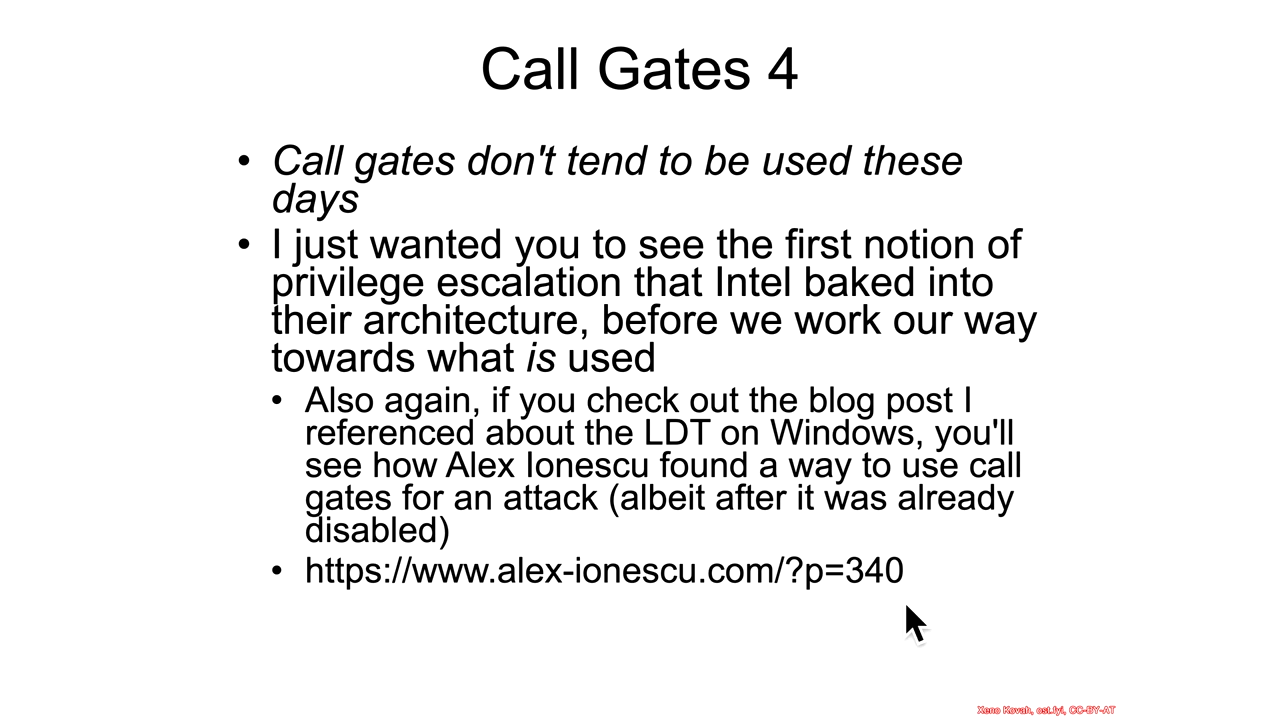 Call Gates 4
• Call gates don't tend to be used these
days
• I just wanted you to see the first notion of
privilege escalation that Intel baked into
their architecture, before we work our way
towards what is used
• Also again, if you check out the blog post I
referenced about the LDT on Windows, you'll
see how Alex Ionescu found a way to use call
gates for an attack (albeit after it was already
disabled)
• https://www.alex-ionescu.com/?p=340
Xeno Kovah, ost.fyi, CC-BY-AT